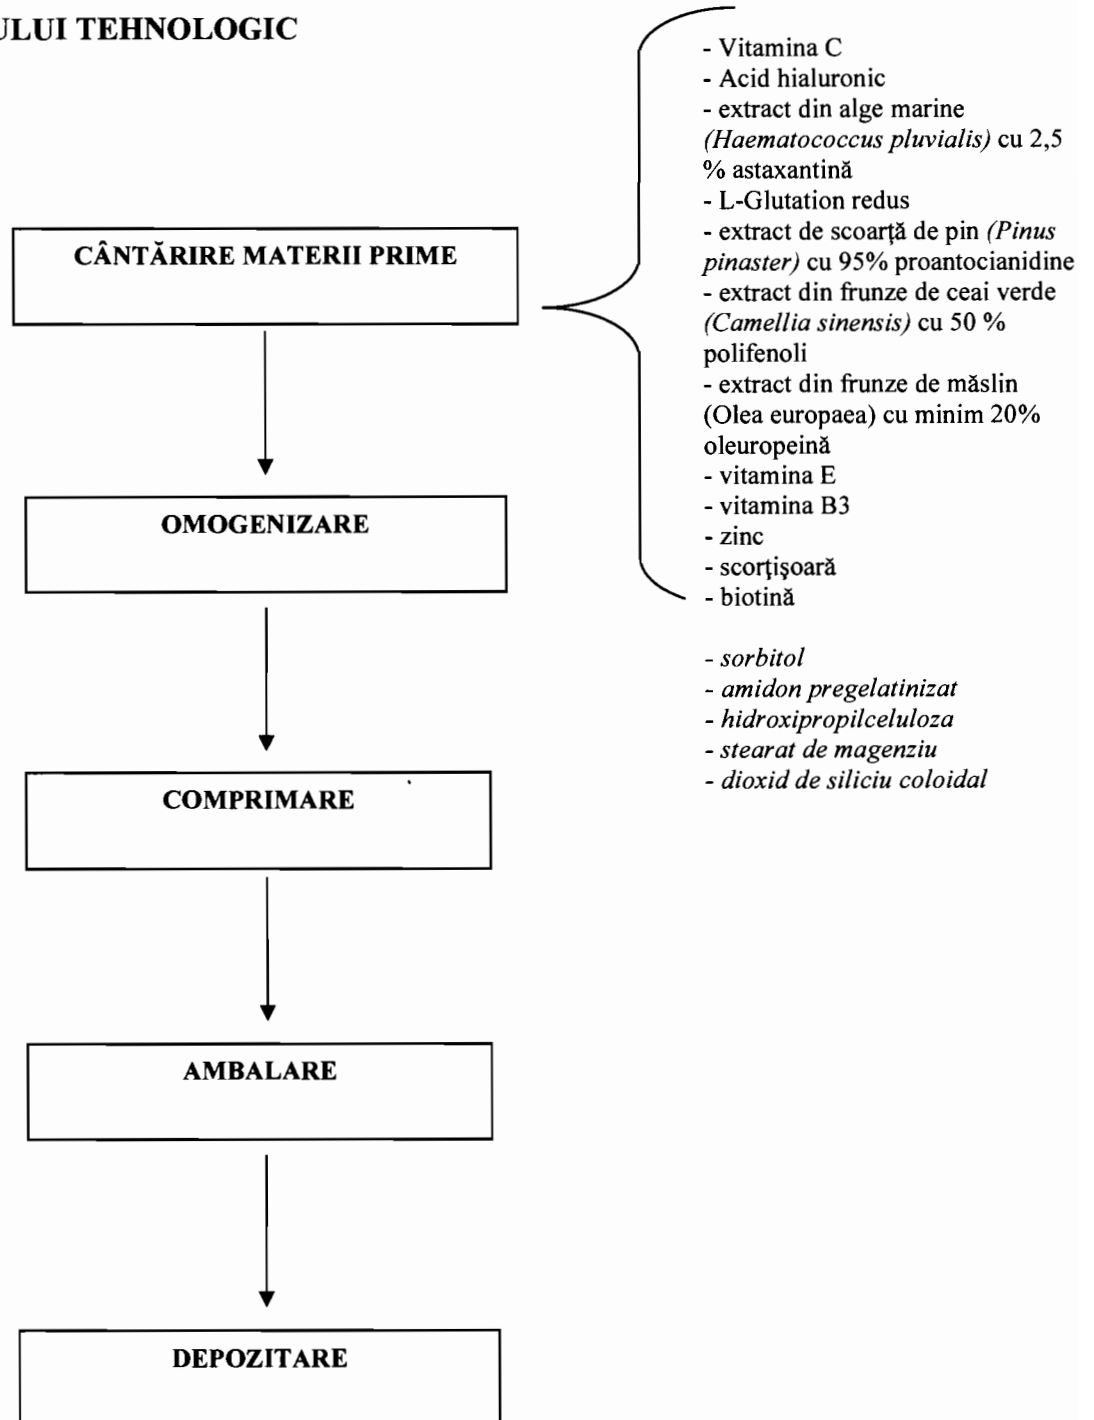 ULUI TEHNOLOGIC
- Vitamina C
- Acid hialuronic
- extract din alge marine
(Haematococcus pluvialis) cu 2,5
% astaxantină
- L-Glutation redus
- extract de scoarţă de pin (Pinus
pinaster) cu 95% proantocianidine
- extract din frunze de ceai verde
(Camellia sinensis) cu 50 %
polifenoli
- extract din frunze de măslin
(Olea europaea) cu minim 20%
oleuropeină
- vitamina E
- vitamina B3
- zinc
- scorţişoară
- biotină
- sorbitol
- amidon pregelatinizat
- hidroxipropilceluloza
- stearat de magenziu
- dioxid de siliciu coloidal
CÂNTĂRIRE MATERII PRIME
OMOGENIZARE
COMPRIMARE
AMBALARE
DEPOZITARE